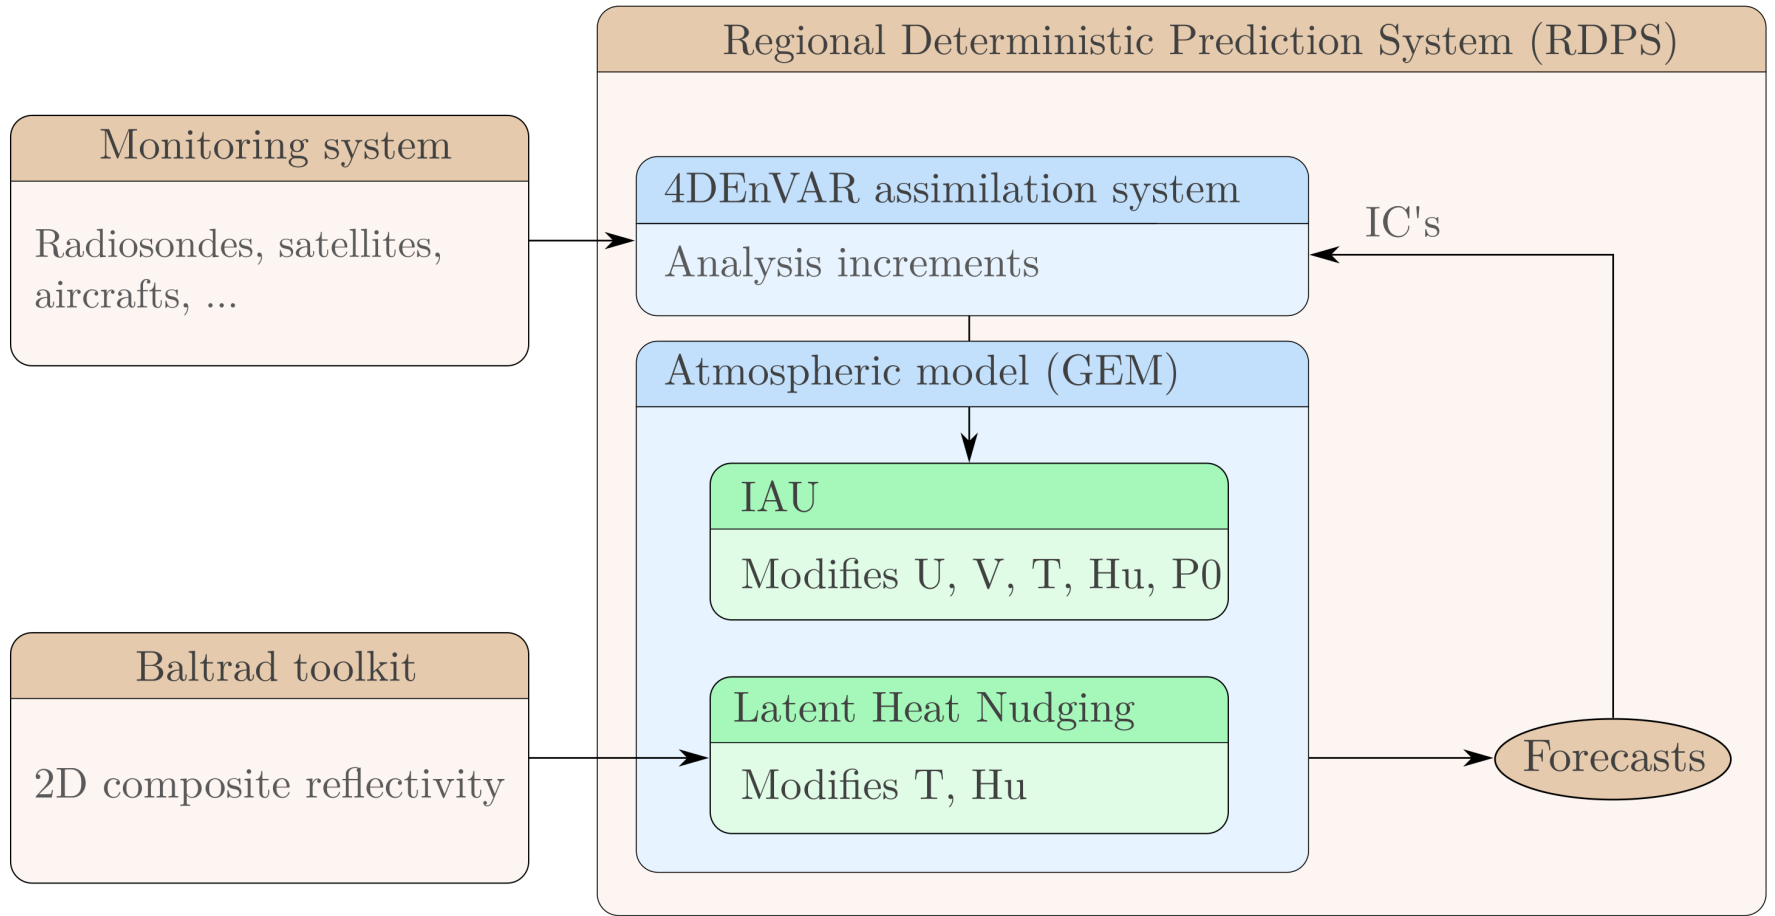 Regional Deterministic Prediction System (RDPS)
Monitoring system
Radiosondes, satellites,
aircrafts, ...
4DEnVAR assimilation system
Analysis increments
IC's
Atmospheric model (GEM)
IAU
Modifies U, V, T, Hu, P0
Baltrad toolkit
2D composite reflectivity
Latent Heat Nudging
Modifies T, Hu
Forecasts